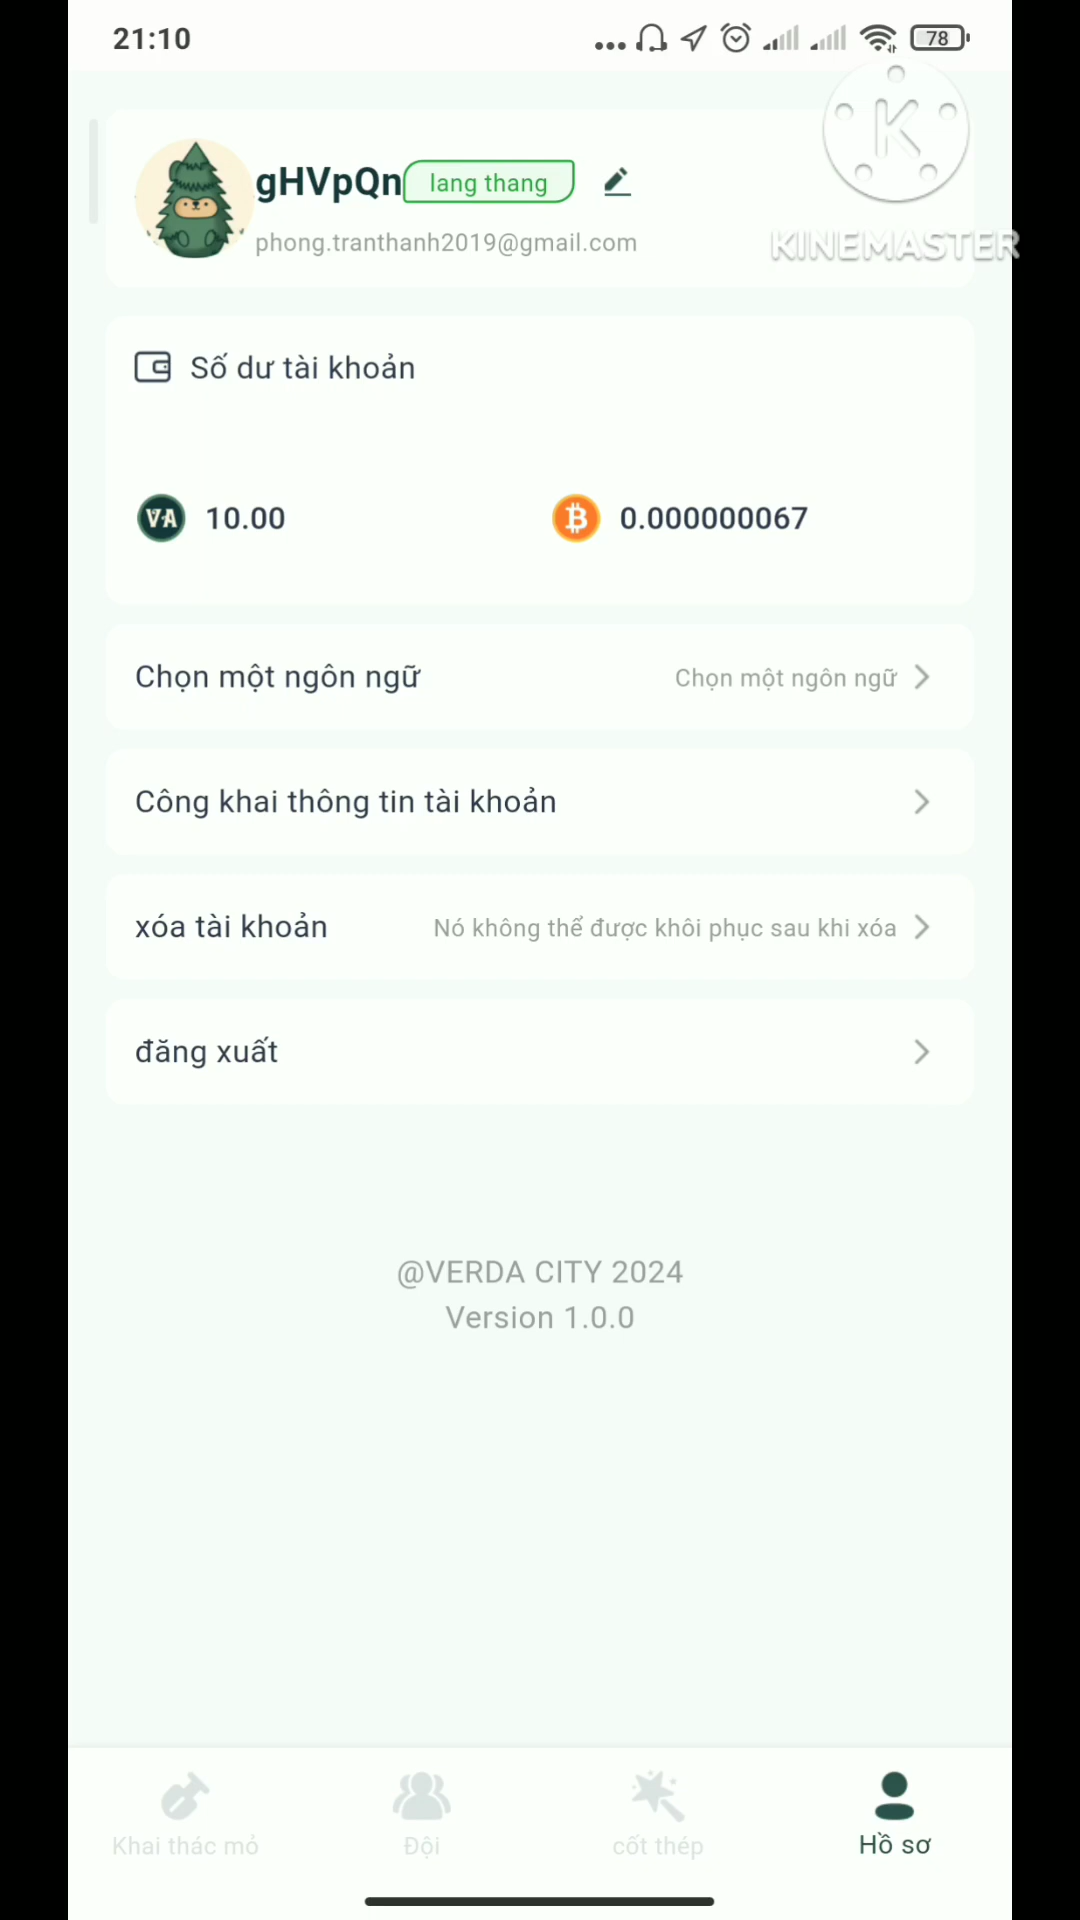 21:10
78
K
KINEMASTER
gHVpQn
lang thang
phong.tranthanh2019@gmail.com
Số dư tài khoản
VA 10.00
0.000000067
Chọn một ngôn ngữ
Chọn một ngôn ngữ
Công khai thông tin tài khoản
xóa tài khoản
Nó không thể được khôi phục sau khi xóa
đăng xuất
@VERDA CITY 2024
Version 1.0.0
Khai thác mỏ
Đội
cốt thép
Hồ sơ